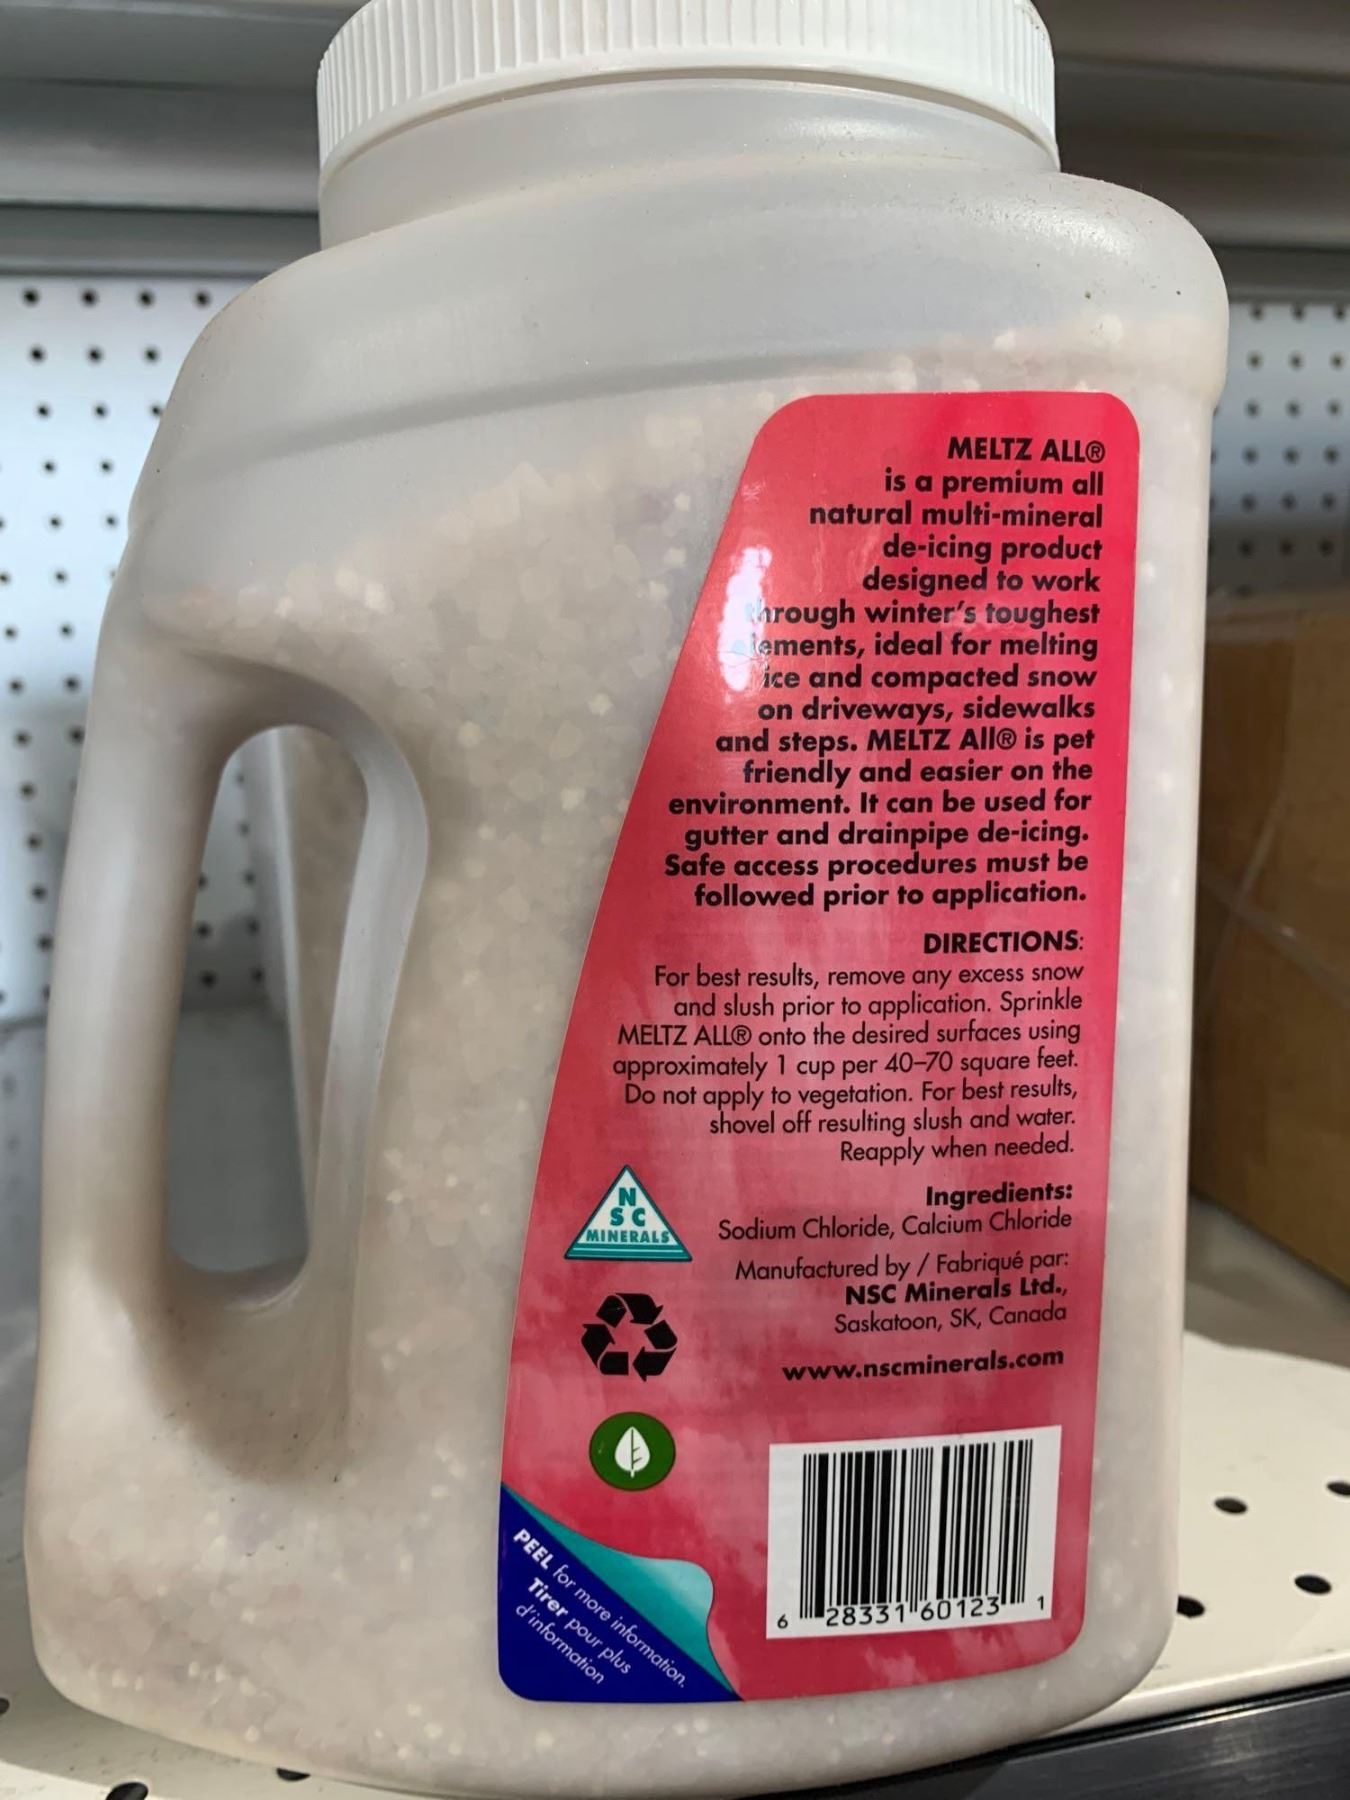 MELTZ ALL®
is a premium all
natural multi-mineral
de-icing product
designed to work
through winter's toughest
elements, ideal for melting
ice and compacted snow
on driveways, sidewalks
and steps. MELTZ All® is pet
friendly and easier on the
environment. It can be used for
gutter and drainpipe de-icing.
Safe access procedures must be
followed prior to application.
DIRECTIONS:
For best results, remove any excess snow
and slush prior to application. Sprinkle
MELTZ ALL® onto the desired surfaces using
approximately 1 cup per 40–70 square feet.
Do not apply to vegetation. For best results,
shovel off resulting slush and water.
Reapply when needed.
N
S C
MINERALS
Ingredients:
Sodium Chloride, Calcium Chloride
Manufactured by / Fabriqué par:
NSC Minerals Ltd.,
Saskatoon, SK, Canada
www.nscminerals.com
PEEL for more information.
Tirer pour plus
d'information
6 28331 60123 1